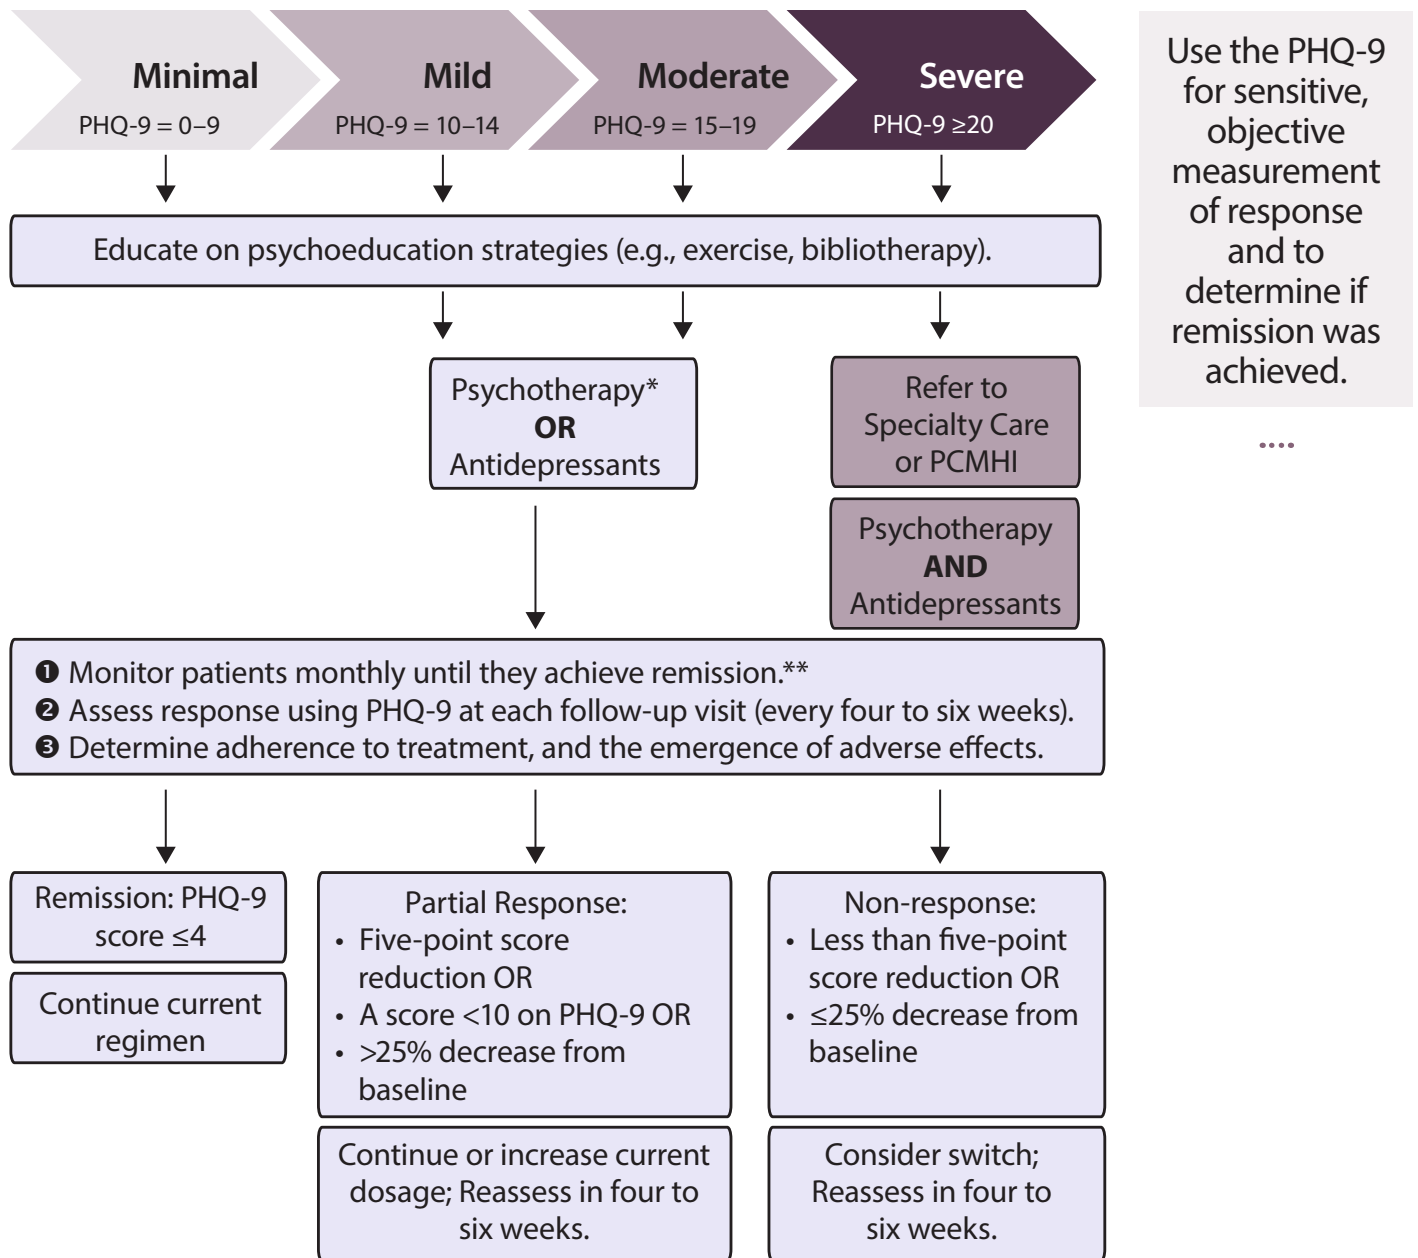 Minimal
PHQ-9 = 0–9
Mild
PHQ-9 = 10–14
Moderate
PHQ-9 = 15–19
Severe
PHQ-9 ≥20
Use the PHQ-9
for sensitive,
objective
measurement
of response
and to
determine if
remission was
achieved.
....
Educate on psychoeducation strategies (e.g., exercise, bibliotherapy).
Psychotherapy*
OR
Antidepressants
Refer to
Specialty Care
or PCMHI
Psychotherapy
AND
Antidepressants
❶ Monitor patients monthly until they achieve remission.**
❷ Assess response using PHQ-9 at each follow-up visit (every four to six weeks).
❸ Determine adherence to treatment, and the emergence of adverse effects.
Remission: PHQ-9
score ≤4
Continue current
regimen
Partial Response:
• Five-point score
reduction OR
• A score <10 on PHQ-9 OR
• >25% decrease from
baseline
Continue or increase current
dosage; Reassess in four to
six weeks.
Non-response:
• Less than five-point
score reduction OR
• ≤25% decrease from
baseline
Consider switch;
Reassess in four to
six weeks.